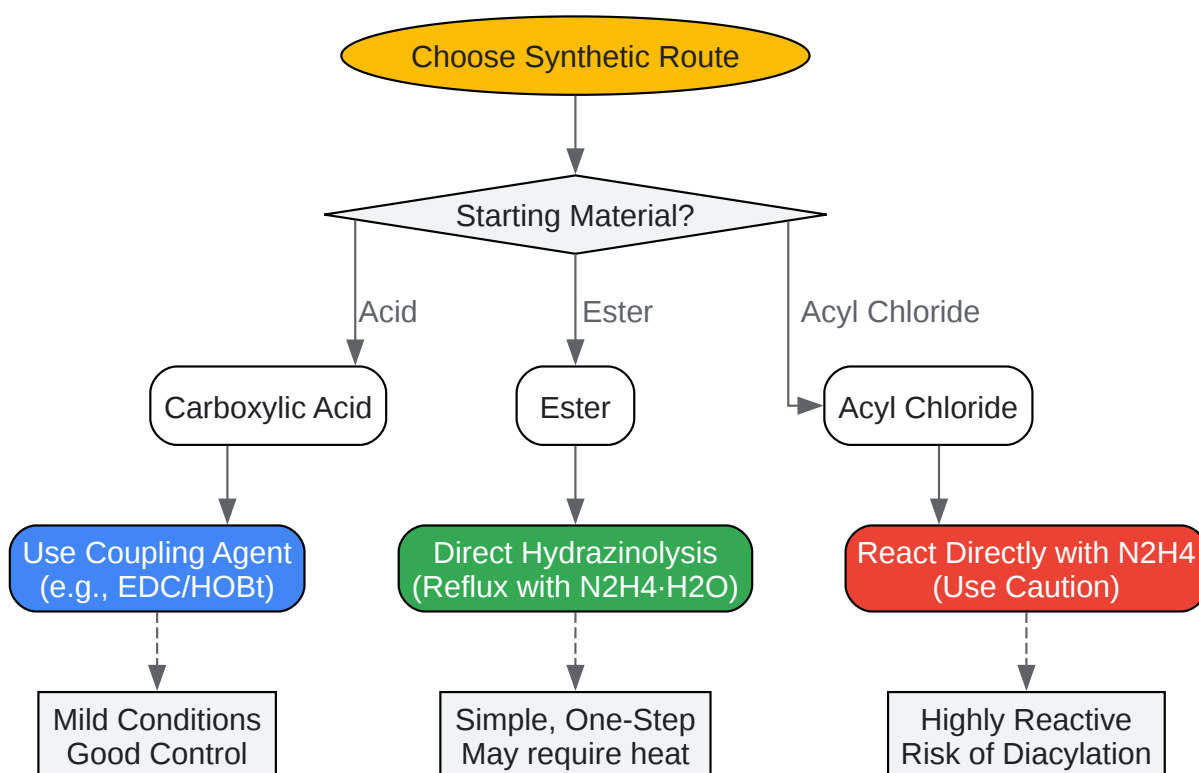 Choose Synthetic Route
Starting Material?
Acid
Ester
Acyl Chloride
Carboxylic Acid
Ester
Acyl Chloride
Use Coupling Agent
(e.g., EDC/HOBt)
Direct Hydrazinolysis
(Reflux with N2H4·H2O)
React Directly with N2H4
(Use Caution)
Mild Conditions
Good Control
Simple, One-Step
May require heat
Highly Reactive
Risk of Diacylation